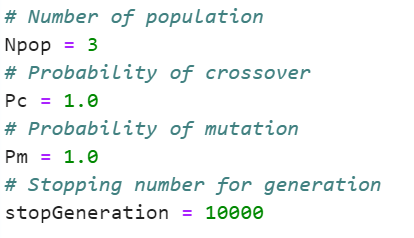 # Number of population
Npop = 3
# Probability of crossover
Pc = 1.0
# Probability of mutation
Pm = 1.0
# Stopping number for generation
stopGeneration = 10000